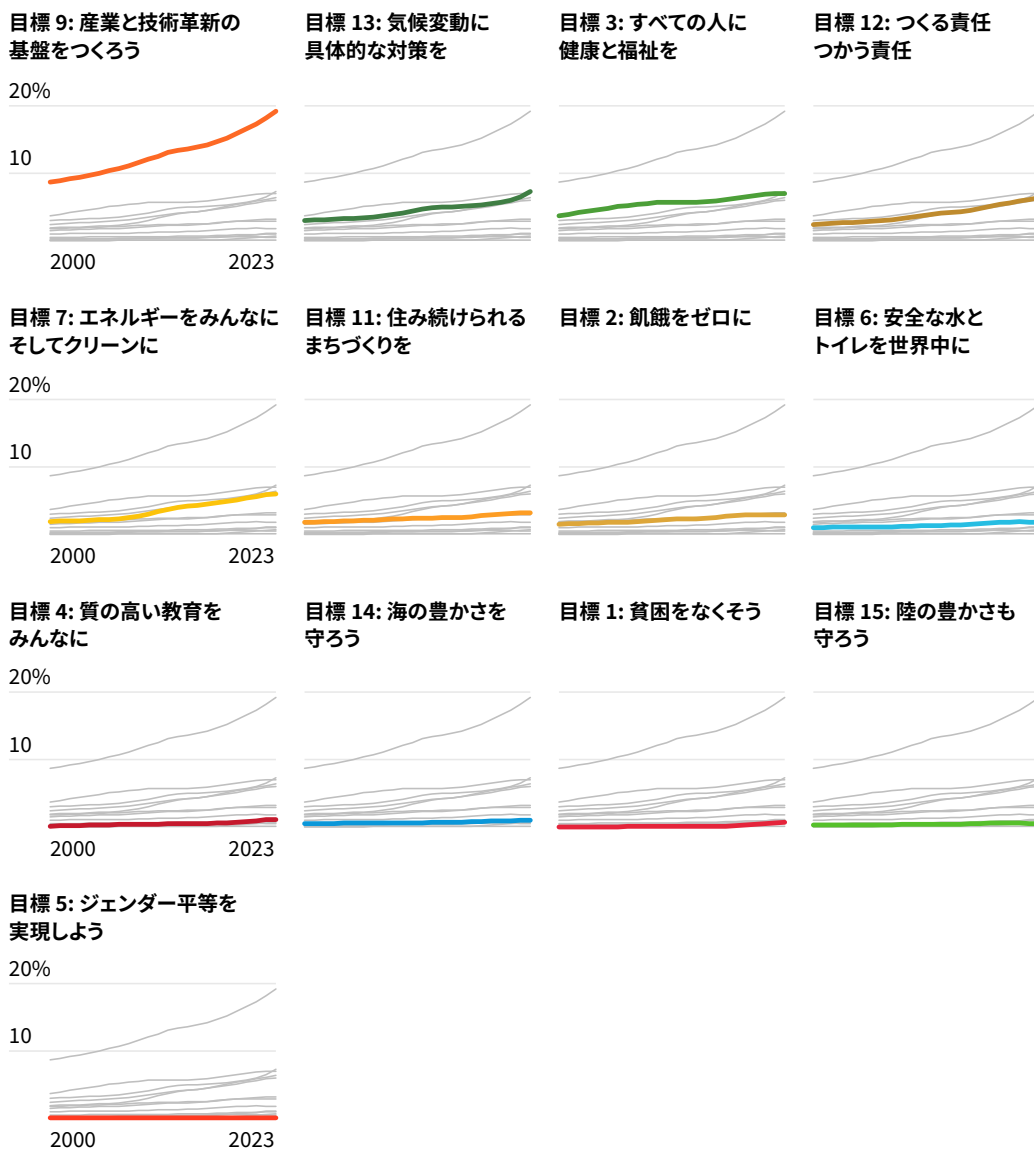 目標 9: 産業と技術革新の
基盤をつくろう
20%
10
2000
2023
目標 13: 気候変動に
具体的な対策を
目標 3: すべての人に
健康と福祉を
目標 12: つくる責任
つかう責任
目標 7: エネルギーをみんなに
そしてクリーンに
20%
10
2000
2023
目標 11: 住み続けられる
まちづくりを
目標 2: 飢餓をゼロに
目標 6: 安全な水と
トイレを世界中に
目標 4: 質の高い教育を
みんなに
20%
10
2000
2023
目標 14: 海の豊かさを
守ろう
目標 1: 貧困をなくそう
目標 15: 陸の豊かさも
守ろう
目標 5: ジェンダー平等を
実現しよう
20%
10
2000
2023